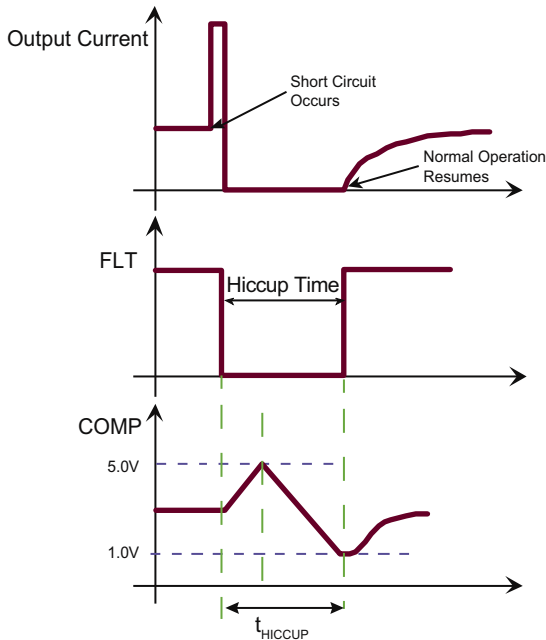 Output Current
Short Circuit
Occurs
Normal Operation
Resumes
FLT
Hiccup Time
COMP
5.0V
1.0V
tHICCUP